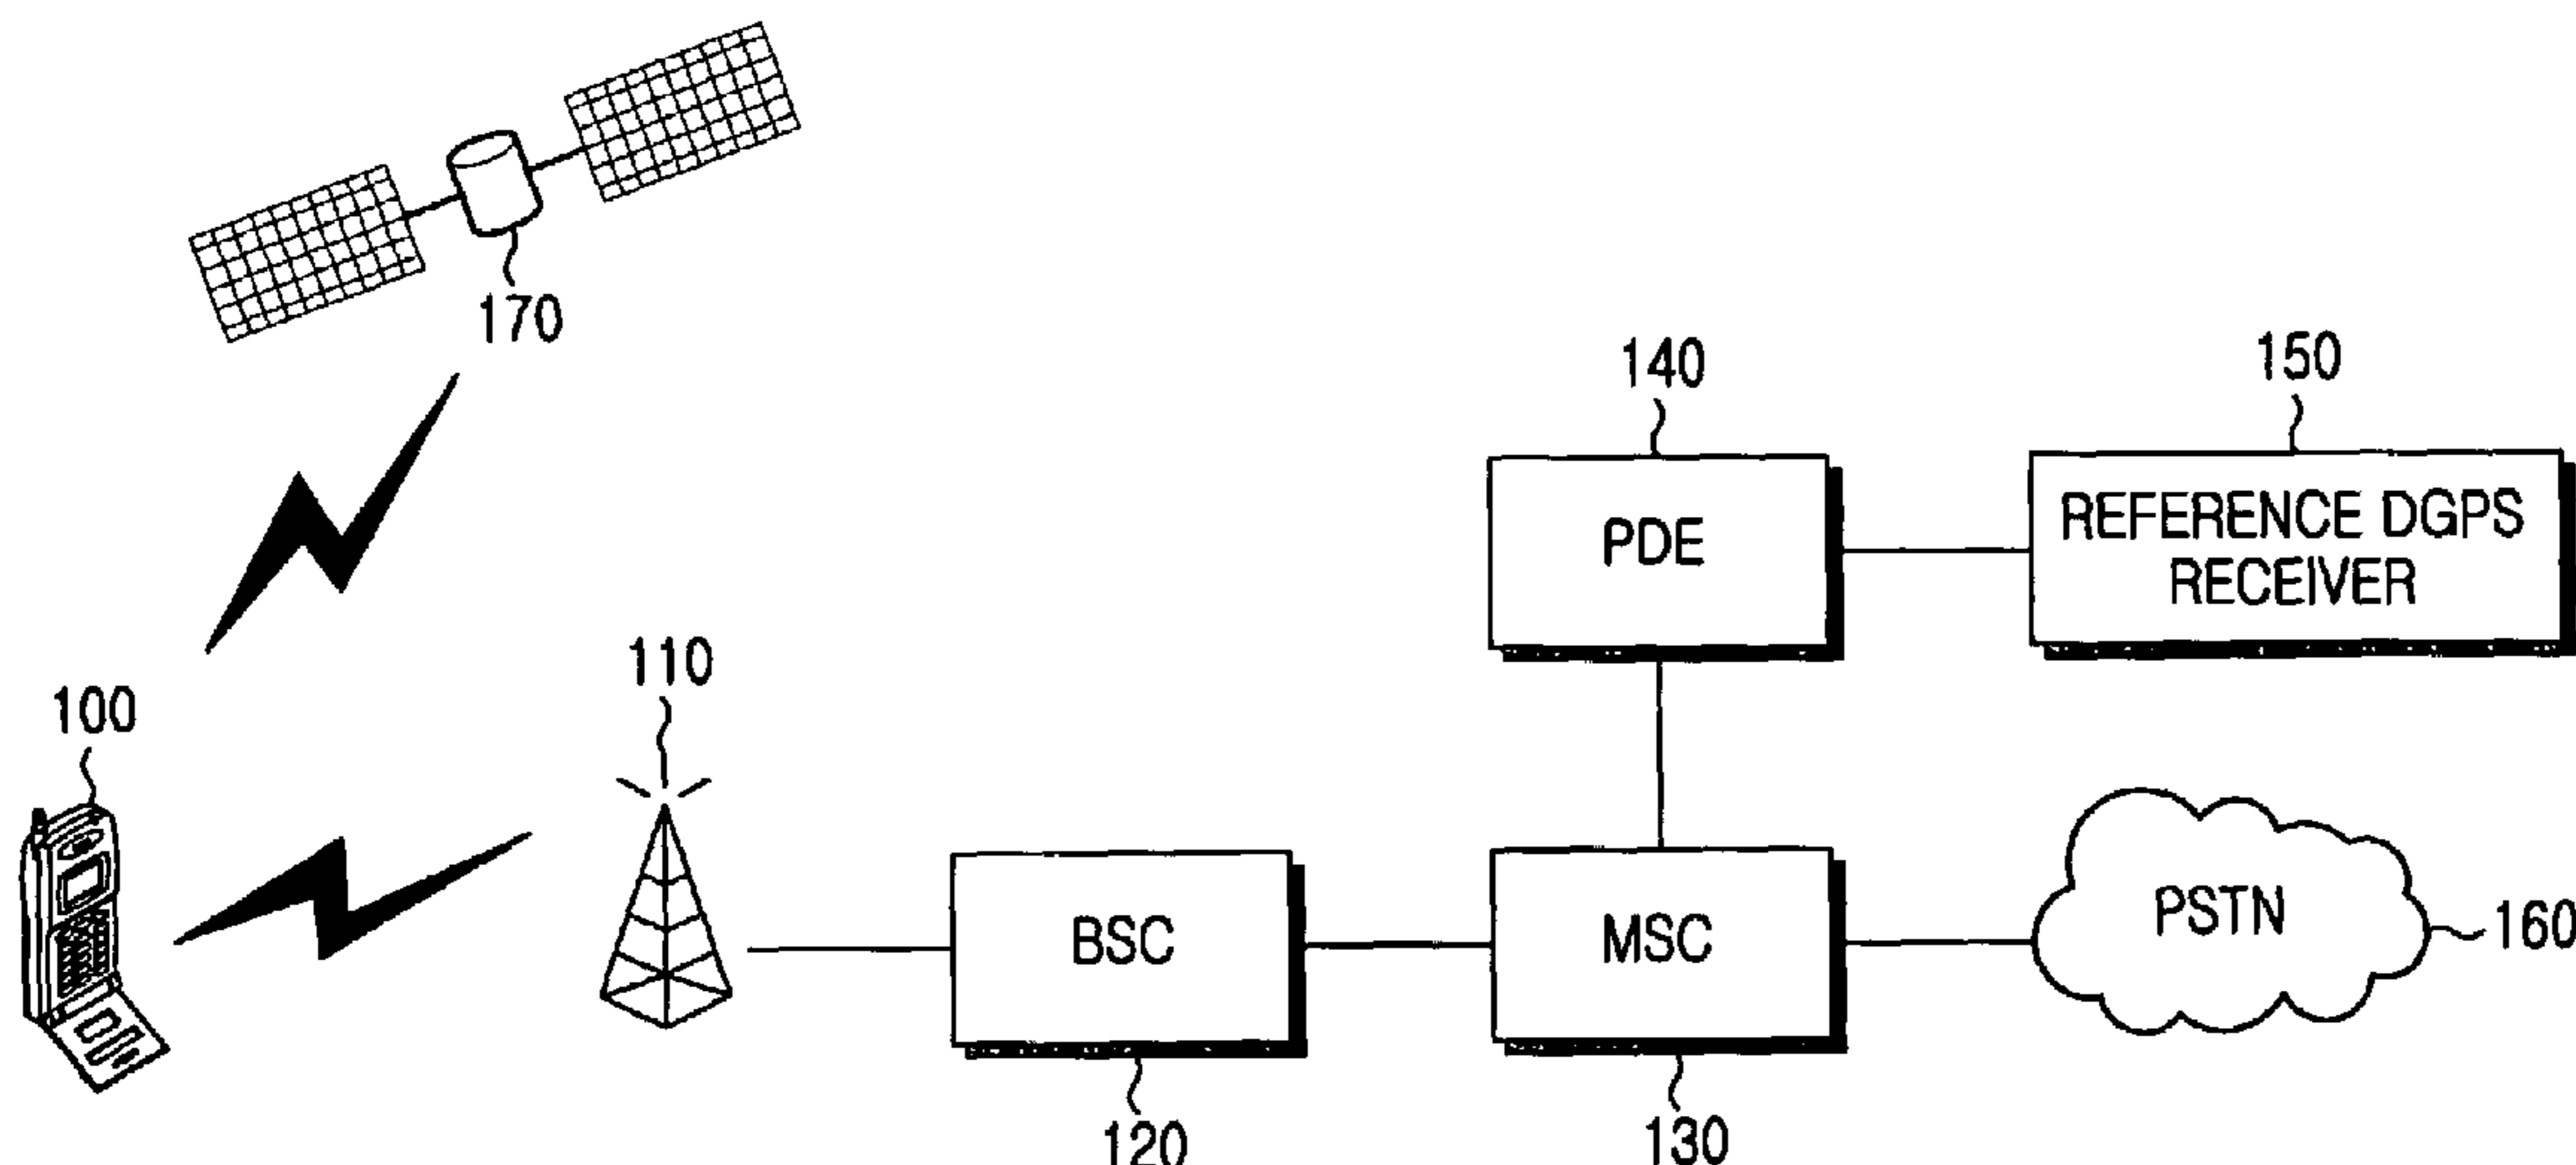 170
140
150
PDE
REFERENCE DGPS
RECEIVER
110
100
BSC
MSC
PSTN
160
120
130